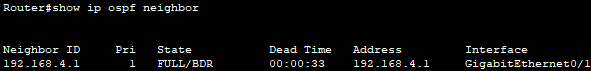 Router#show ip ospf neighbor
Neighbor ID     Pri   State           Dead Time   Address         Interface
192.168.4.1       1   FULL/BDR        00:00:33    192.168.4.1     GigabitEthernet0/1